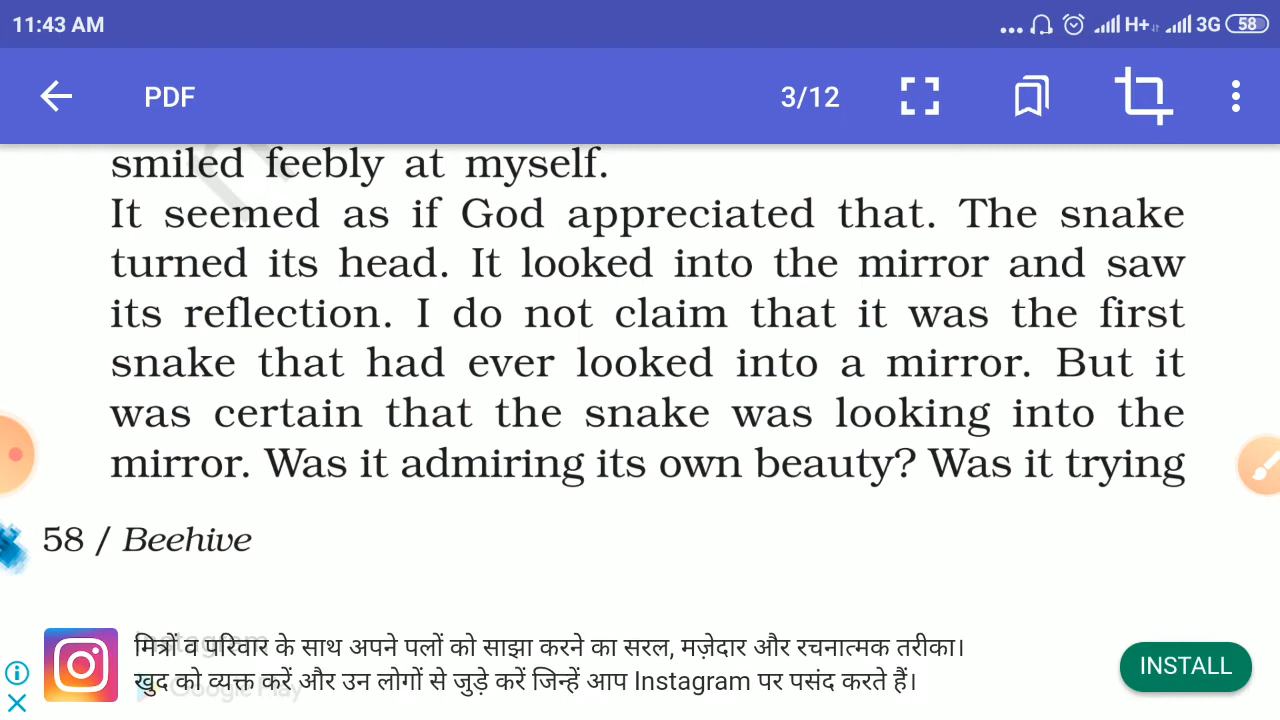 11:43 AM
... H+ 3G 58
PDF
3/12
smiled feebly at myself.
It seemed as if God appreciated that. The snake
turned its head. It looked into the mirror and saw
its reflection. I do not claim that it was the first
snake that had ever looked into a mirror. But it
was certain that the snake was looking into the
mirror. Was it admiring its own beauty? Was it trying
58 / Beehive
मित्रों व परिवार के साथ अपने पलों को साझा करने का सरल, मज़ेदार और रचनात्मक तरीका।
खुद को व्यक्त करें और उन लोगों से जुड़े करें जिन्हें आप Instagram पर पसंद करते हैं।
Instagram
Google Play
INSTALL